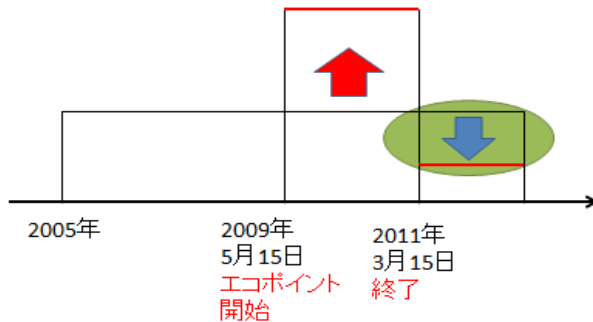 2005年
2009年
5月15日
エコポイント
開始
2011年
3月15日
終了